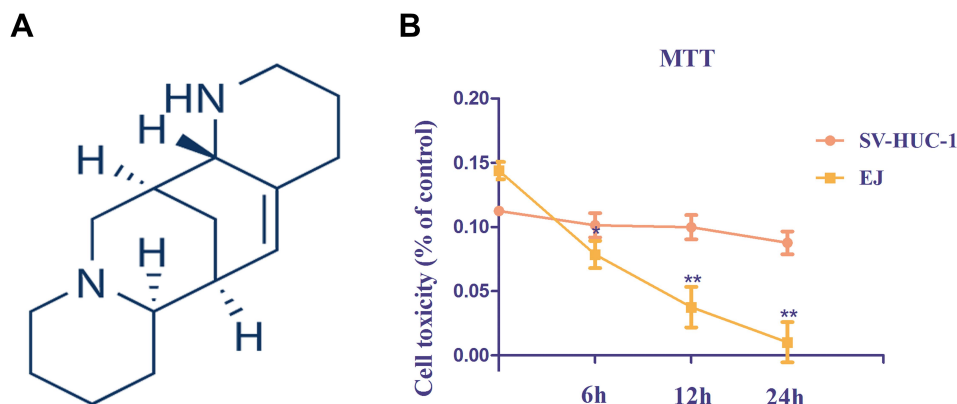 A
HN
H
H
H
N
H
B
MTT
Cell toxicity (% of control)
0.20
0.15
0.10
0.05
0.00
*
**
**
6h
12h
24h
SV-HUC-1
EJ